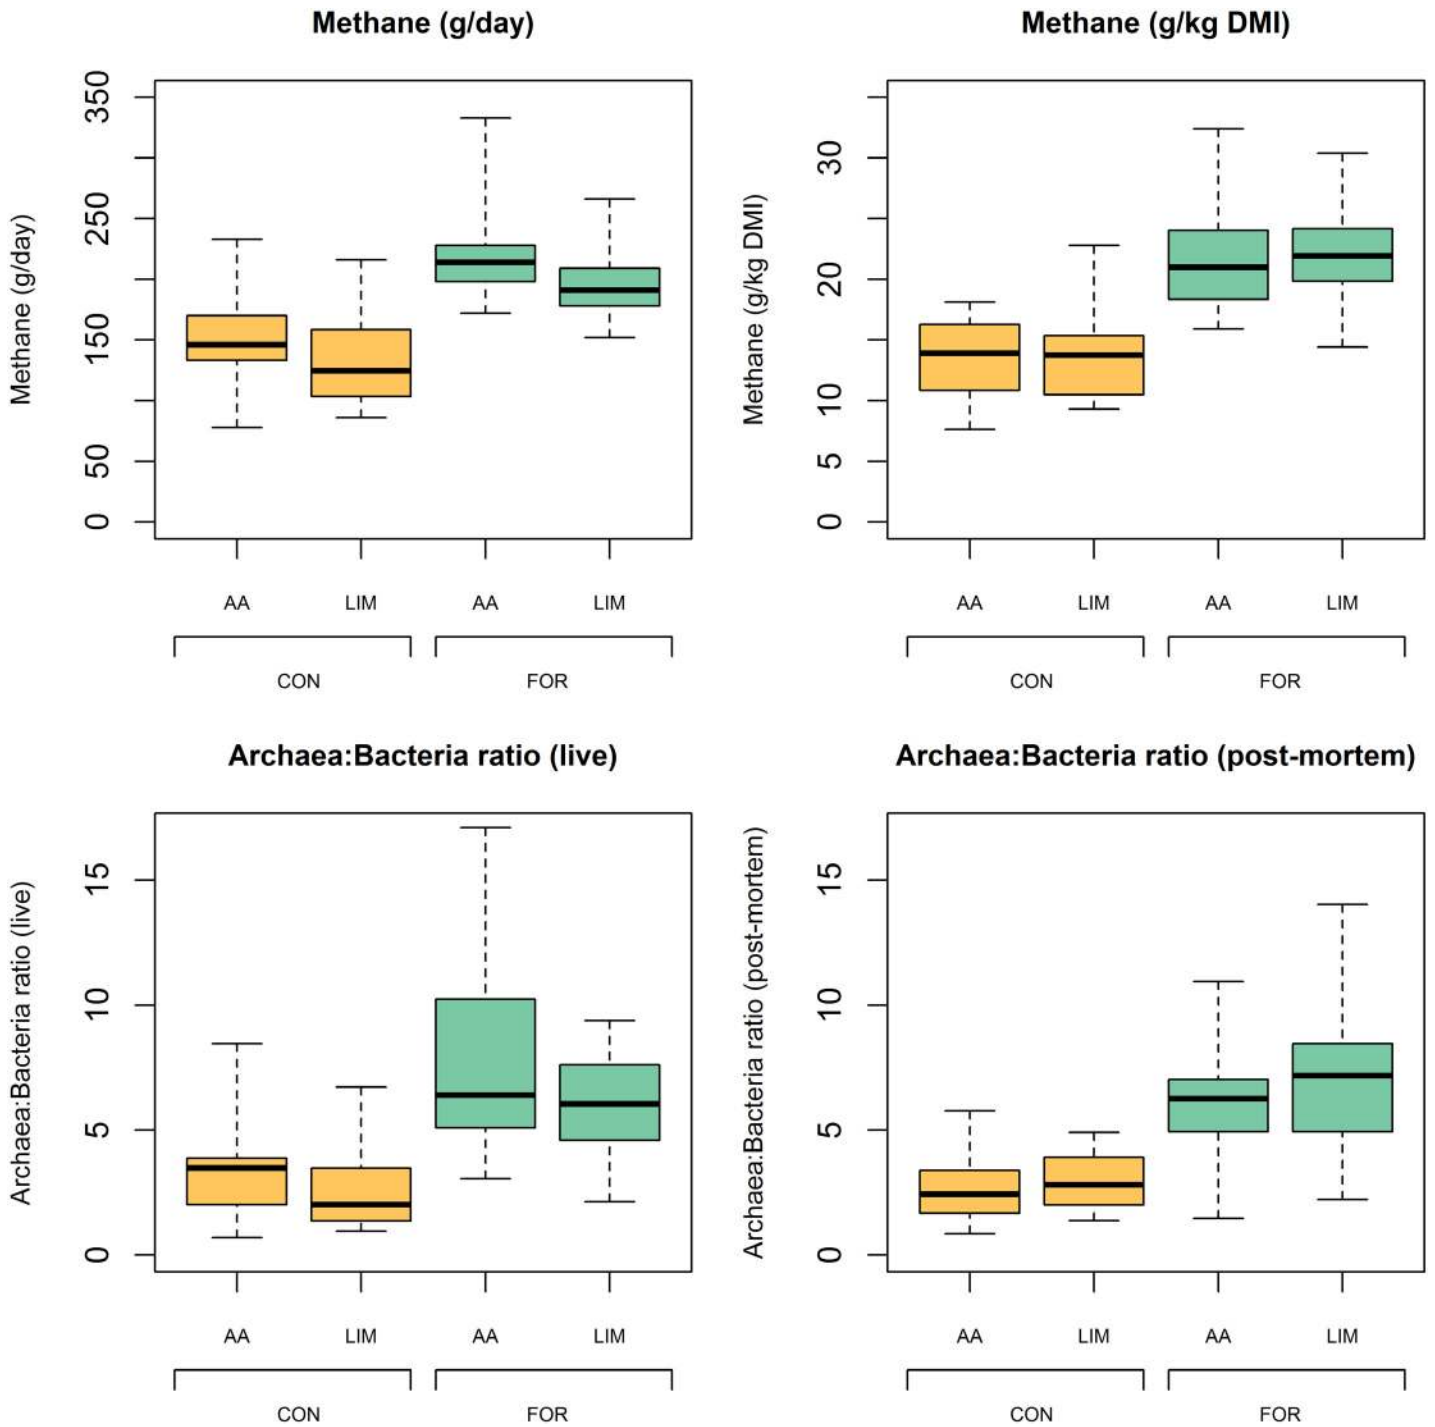 Methane (g/day)
Methane (g/day)
350
250
150
50
0
AA LIM AA LIM
CON FOR
Methane (g/kg DMI)
Methane (g/kg DMI)
30
20
10
5
0
AA LIM AA LIM
CON FOR
Archaea:Bacteria ratio (live)
Archaea:Bacteria ratio (live)
15
10
5
0
AA LIM AA LIM
CON FOR
Archaea:Bacteria ratio (post-mortem)
Archaea:Bacteria ratio (post-mortem)
15
10
5
0
AA LIM AA LIM
CON FOR